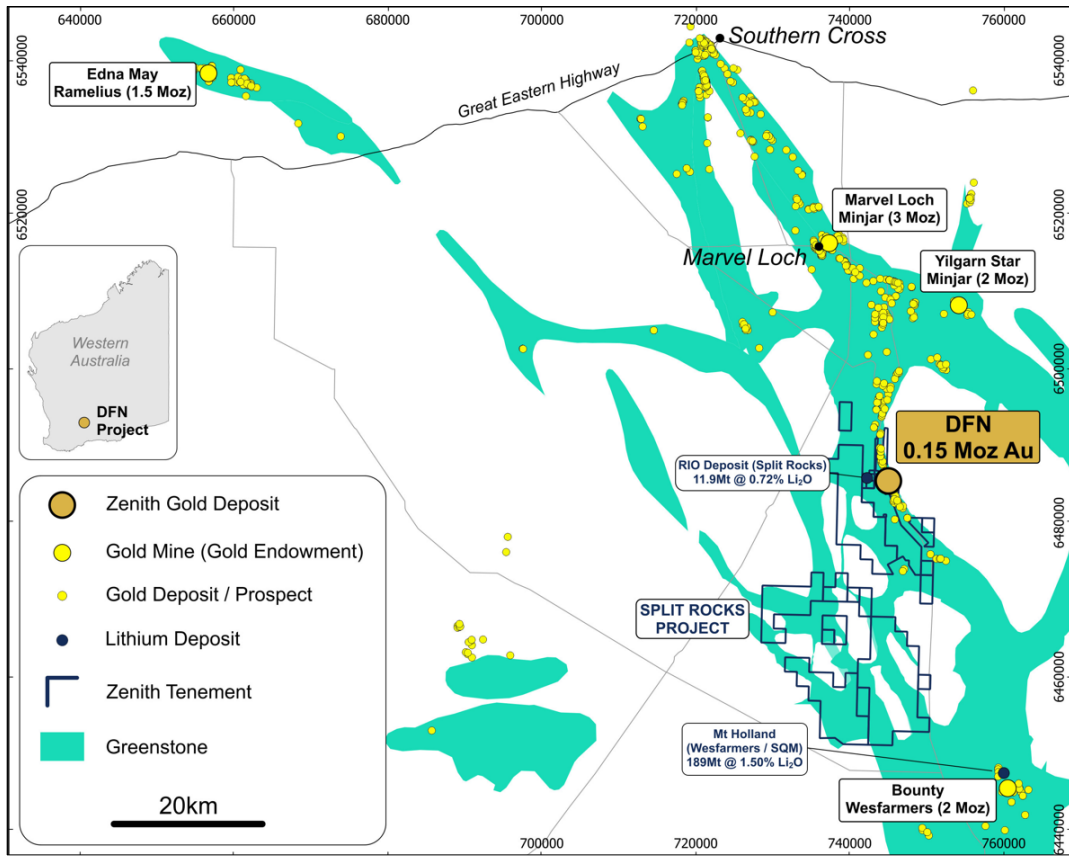 640000
660000
680000
700000
720000
740000
760000
6540000
6540000
Southern Cross
Edna May
Ramelius (1.5 Moz)
Great Eastern Highway
6520000
6520000
Marvel Loch
Minjar (3 Moz)
Marvel Loch
Yilgarn Star
Minjar (2 Moz)
Western
Australia
DFN
Project
6500000
DFN
0.15 Moz Au
RIO Deposit (Split Rocks)
11.9Mt @ 0.72% Li₂O
6480000
SPLIT ROCKS
PROJECT
6460000
Mt Holland
(Wesfarmers / SQM)
189Mt @ 1.50% Li₂O
Bounty
Wesfarmers (2 Moz)
Zenith Gold Deposit
Gold Mine (Gold Endowment)
Gold Deposit / Prospect
Lithium Deposit
Zenith Tenement
Greenstone
20km
6440000
700000
720000
740000
760000